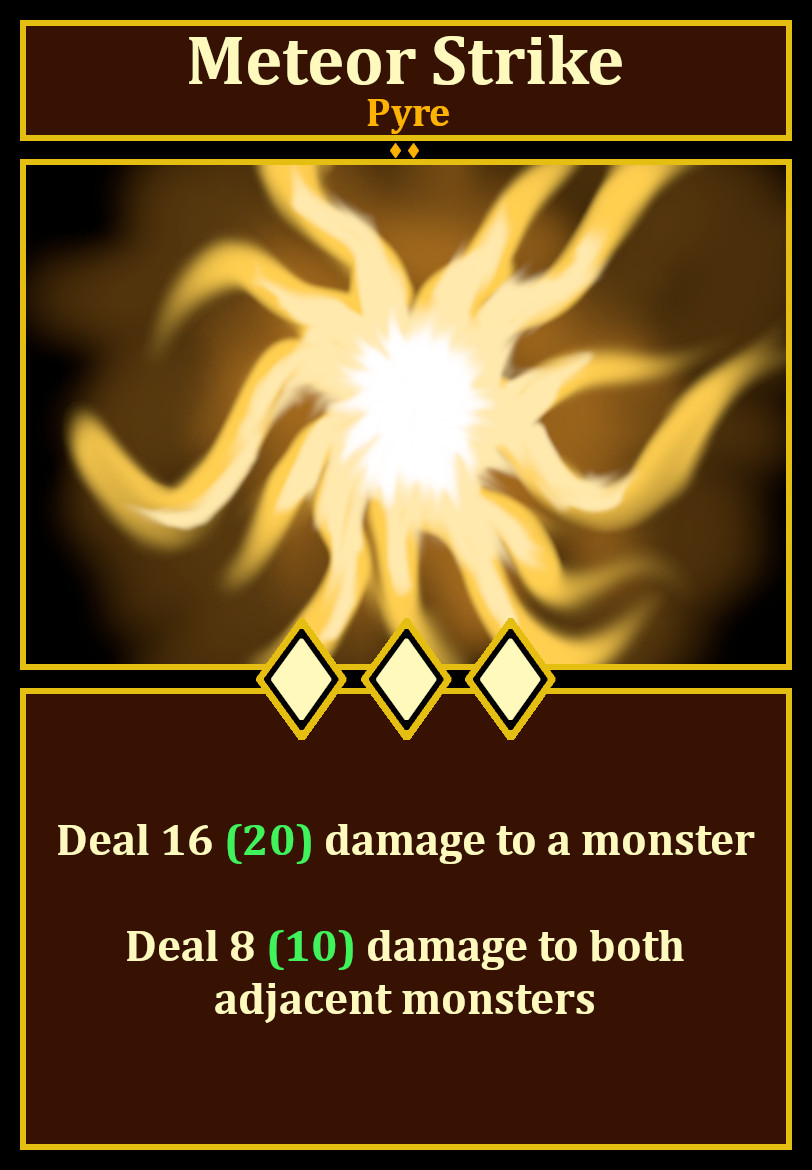 Meteor Strike
Pyre
Deal 16 (20) damage to a monster
Deal 8 (10) damage to both
adjacent monsters